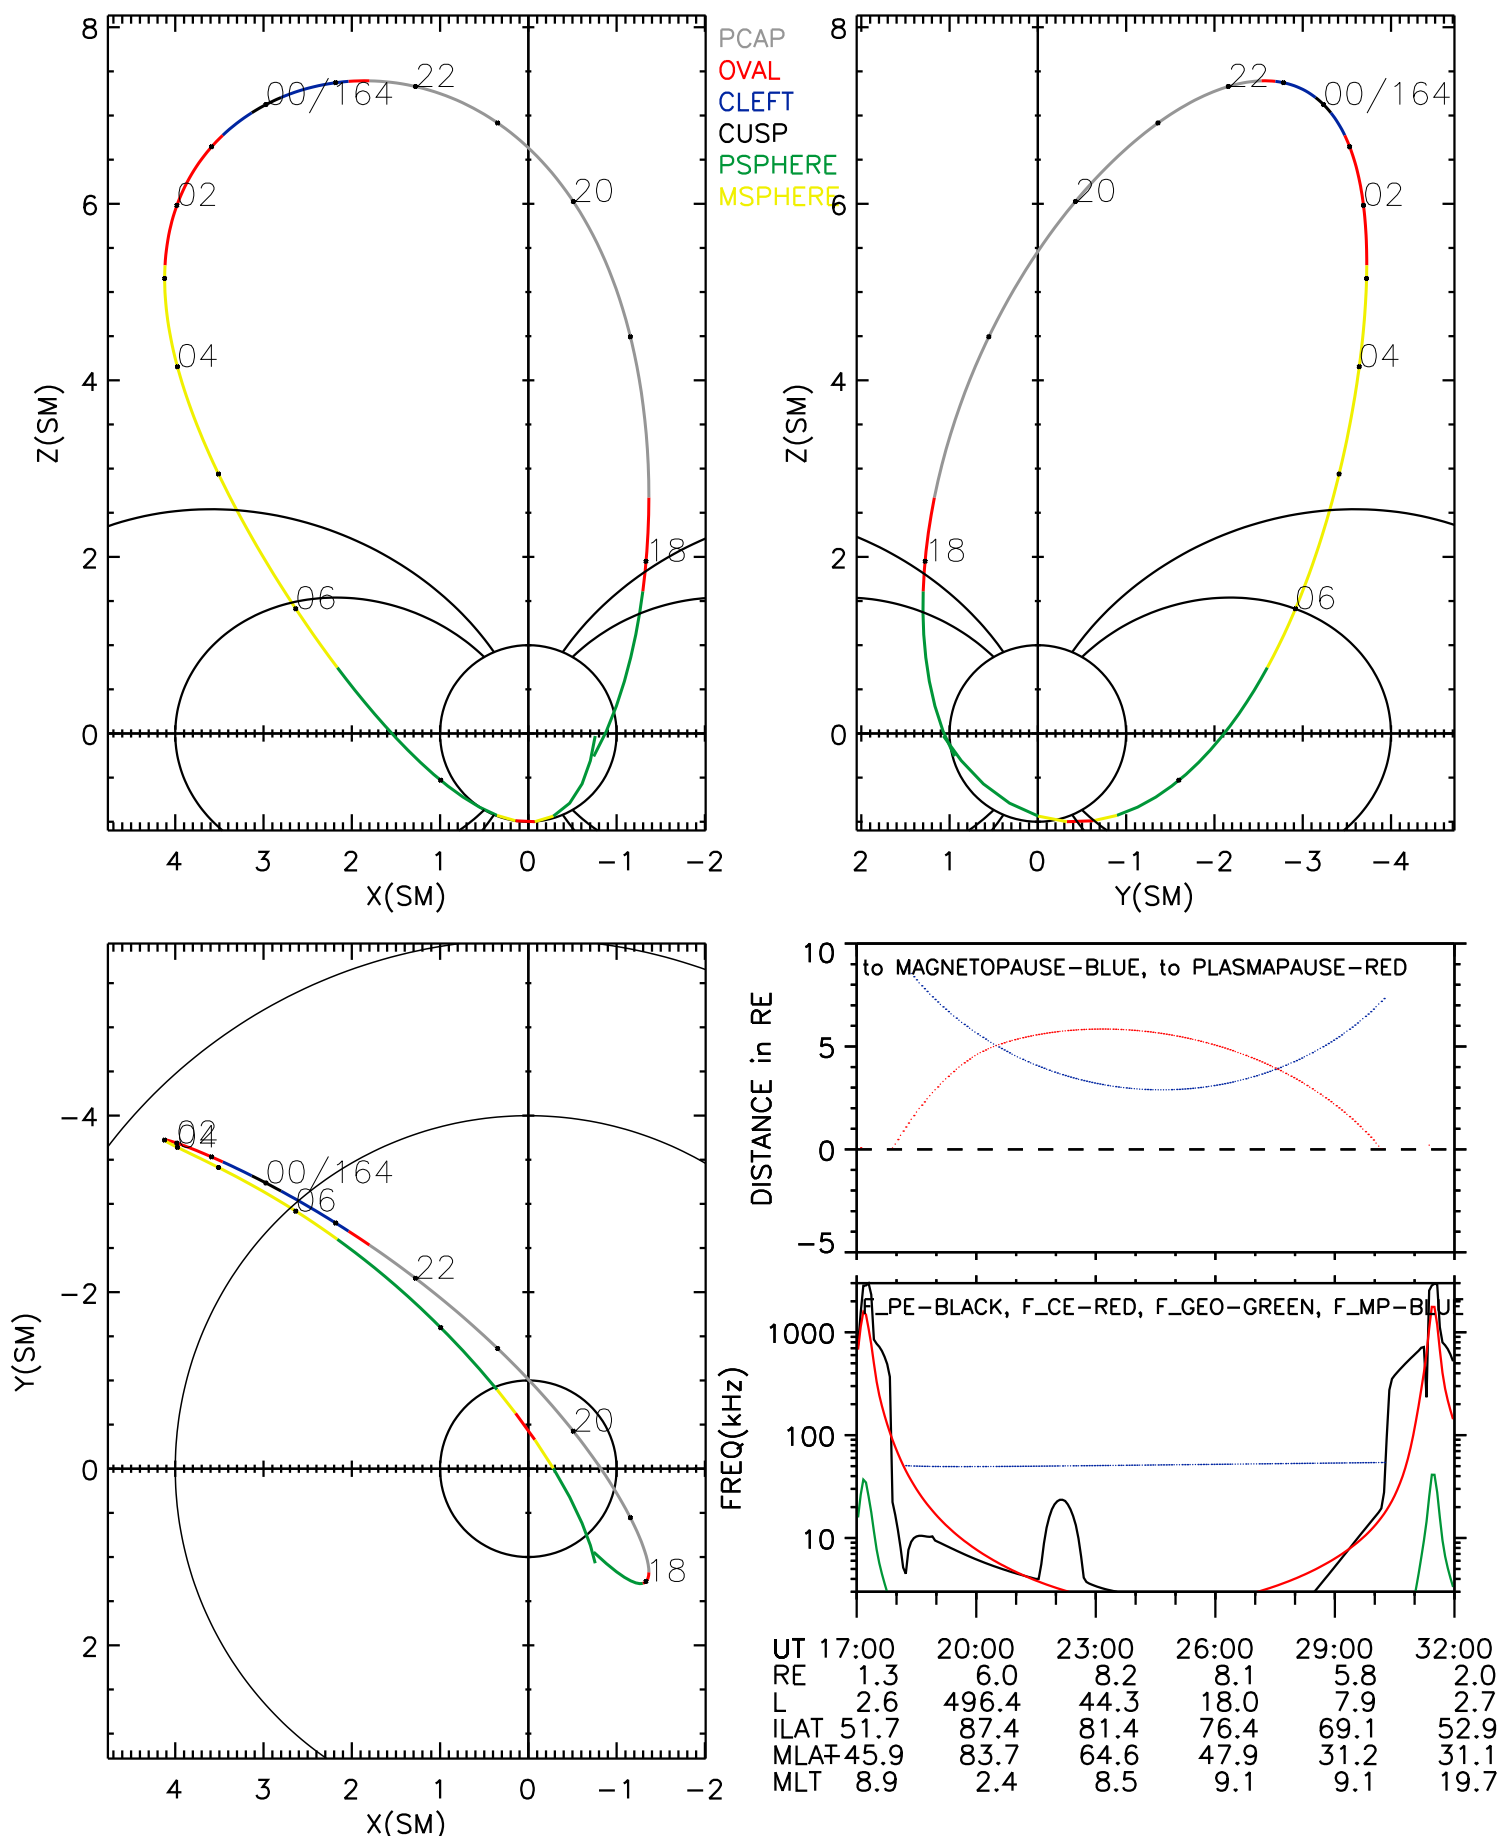 8
6
4
2
0
Z(SM)
4 3 2 1 0 -1 -2
X(SM)
22
00/164
20
02
04
18
06
PCAP
OVAL
CLEFT
CUSP
PSPHERE
MSPHERE
8
6
4
2
0
Z(SM)
2 1 0 -1 -2 -3 -4
Y(SM)
22
00/164
20
02
04
18
06
-4
-2
0
2
Y(SM)
4 3 2 1 0 -1 -2
X(SM)
02
04
00/164
06
22
20
18
10
5
0
-5
DISTANCE in RE
to MAGNETOPAUSE-BLUE, to PLASMAPAUSE-RED
1000
100
10
FREQ(kHz)
F_PE-BLACK, F_CE-RED, F_GEO-GREEN, F_MP-BLUE
UT 17:00 20:00 23:00 26:00 29:00 32:00
RE 1.3 6.0 8.2 8.1 5.8 2.0
L 2.6 496.4 44.3 18.0 7.9 2.7
ILAT 51.7 87.4 81.4 76.4 69.1 52.9
MLAT-45.9 83.7 64.6 47.9 31.2 31.1
MLT 8.9 2.4 8.5 9.1 9.1 19.7